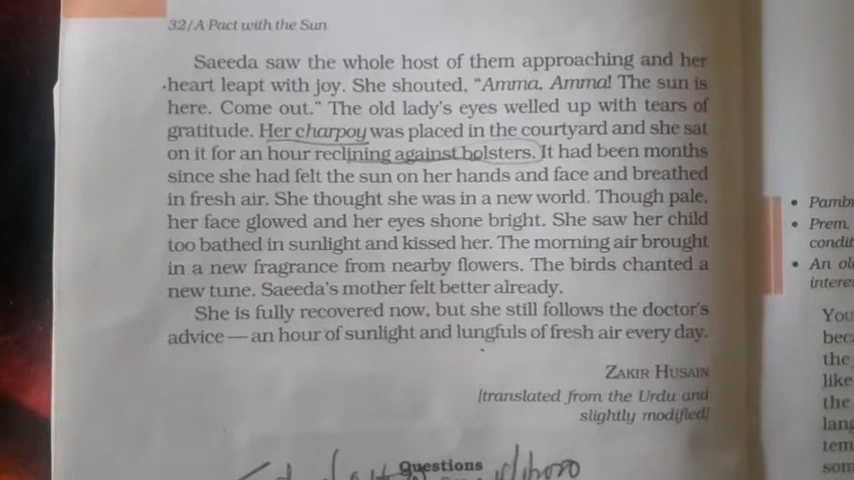 32/A Pact with the Sun
Saeeda saw the whole host of them approaching and her
heart leapt with joy. She shouted, “Amma, Amma! The sun is
here. Come out.” The old lady’s eyes welled up with tears of
gratitude. Her charpoy was placed in the courtyard and she sat
on it for an hour reclining against bolsters. It had been months
since she had felt the sun on her hands and face and breathed
in fresh air. She thought she was in a new world. Though pale,
her face glowed and her eyes shone bright. She saw her child
too bathed in sunlight and kissed her. The morning air brought
in a new fragrance from nearby flowers. The birds chanted a
new tune. Saeeda’s mother felt better already.
She is fully recovered now, but she still follows the doctor’s
advice — an hour of sunlight and lungfuls of fresh air every day.
ZAKIR HUSAIN
[translated from the Urdu and
slightly modified]
Questions
• Pamb
• Prem.
condit
• An ol
intere
You
beca
the
like
the
lang
tem
som